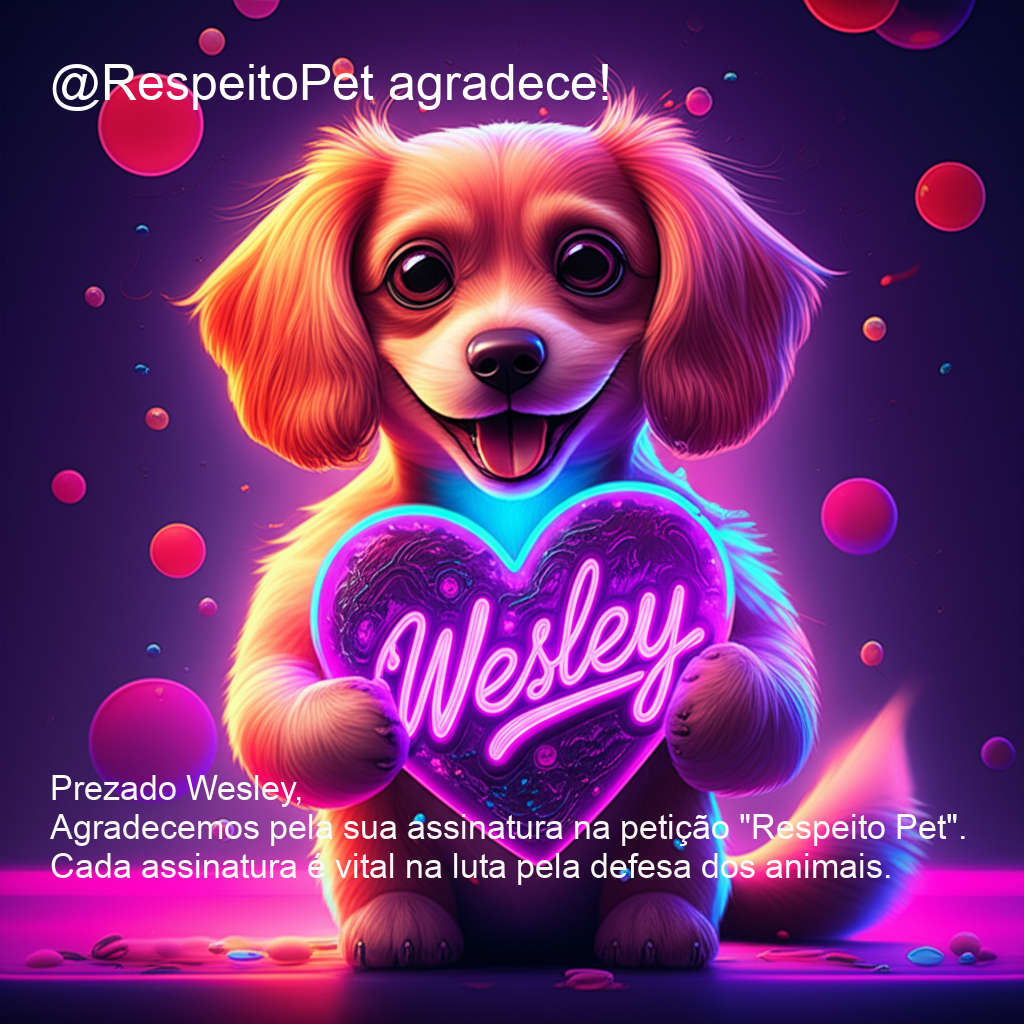 @RespeitoPet agradece!
Wesley
Prezado Wesley,
Agradecemos pela sua assinatura na petição "Respeito Pet".
Cada assinatura é vital na luta pela defesa dos animais.